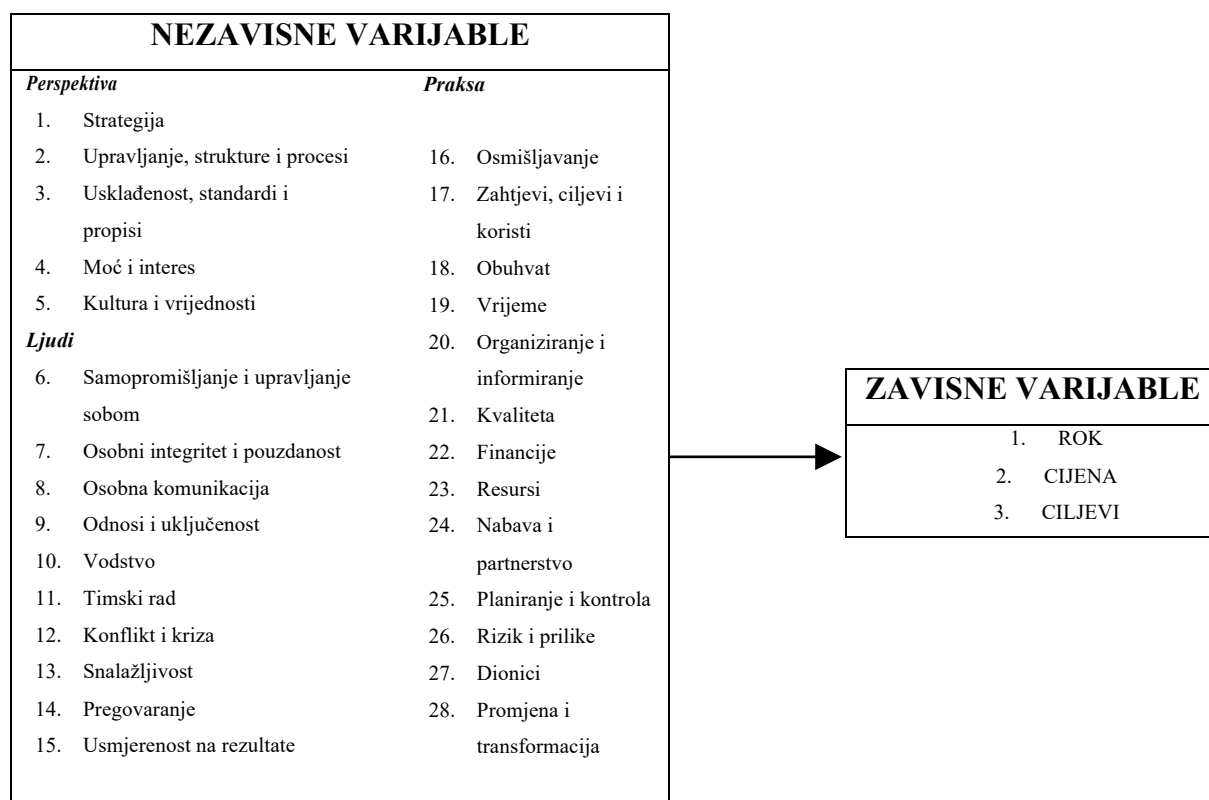 NEZAVISNE VARIJABLE
Perspektiva
1. Strategija
2. Upravljanje, strukture i procesi
3. Usklađenost, standardi i
propisi
4. Moć i interes
5. Kultura i vrijednosti
Ljudi
6. Samopromišljanje i upravljanje
sobom
7. Osobni integritet i pouzdanost
8. Osobna komunikacija
9. Odnosi i uključenost
10. Vodstvo
11. Timski rad
12. Konflikt i kriza
13. Snalažljivost
14. Pregovaranje
15. Usmjerenost na rezultate
Praksa
16. Osmišljavanje
17. Zahtjevi, ciljevi i
koristi
18. Obuhvat
19. Vrijeme
20. Organiziranje i
informiranje
21. Kvaliteta
22. Financije
23. Resursi
24. Nabava i
partnerstvo
25. Planiranje i kontrola
26. Rizik i prilike
27. Dionici
28. Promjena i
transformacija
ZAVISNE VARIJABLE
1. ROK
2. CIJENA
3. CILJEVI